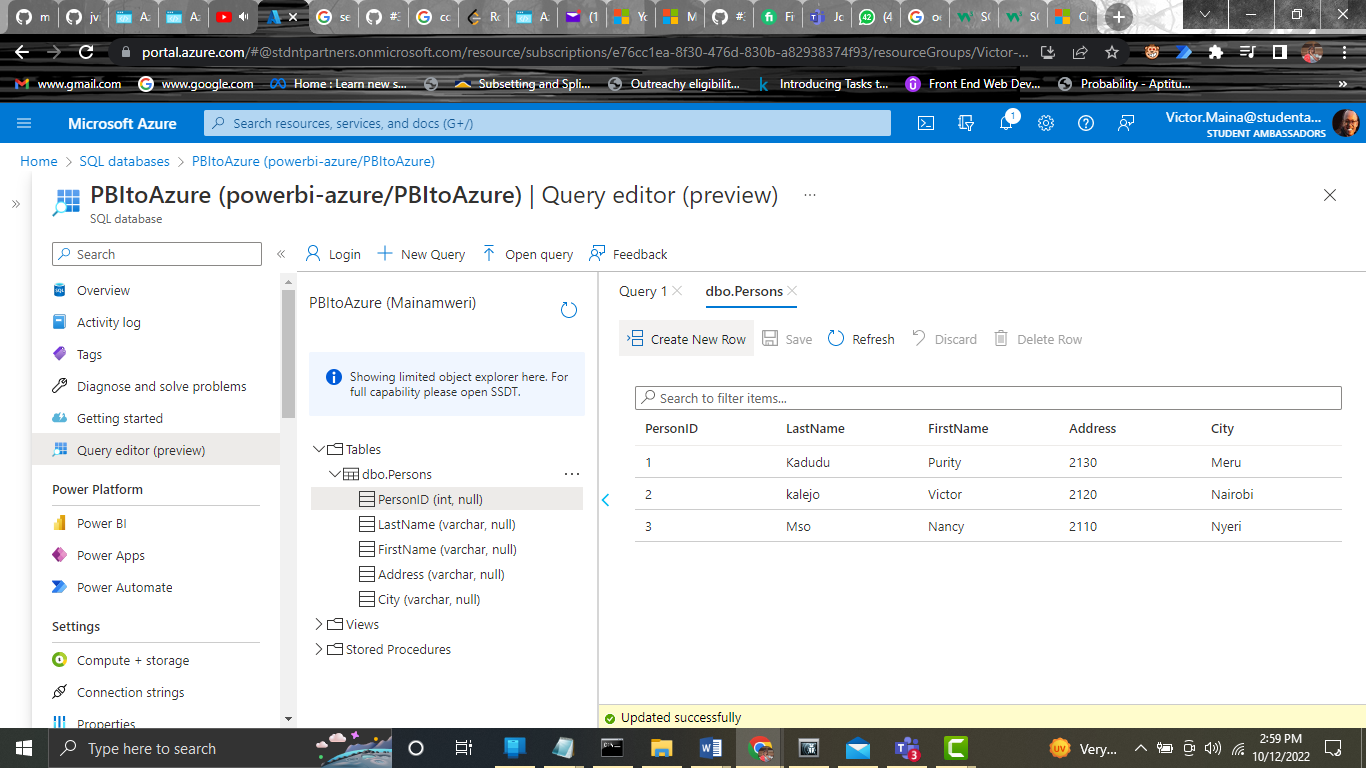 m
#3
jv
A:
A:
A:
se
#3
cc
Rc
A:
(1
Yc
M
#3
Fi
Jc
42
(4
oe
SC
SC
C
portal.azure.com/#@stdntpartners.onmicrosoft.com/resource/subscriptions/e76cc1ea-8f30-476d-830b-a82938374f93/resourceGroups/Victor-...
www.gmail.com
www.google.com
Home : Learn new s...
Subsetting and Spli...
Outreachy eligibilit...
Introducing Tasks t...
Front End Web Dev...
Probability - Aptitu...
»
Microsoft Azure
Search resources, services, and docs (G+/)
1
Victor.Maina@studenta...
STUDENT AMBASSADORS
Home > SQL databases > PBItoAzure (powerbi-azure/PBItoAzure)
»
PBItoAzure (powerbi-azure/PBItoAzure) | Query editor (preview)
...
SQL database
Search
«
Login
New Query
Open query
Feedback
Overview
Activity log
Tags
Diagnose and solve problems
Getting started
Query editor (preview)
Power Platform
Power BI
Power Apps
Power Automate
Settings
Compute + storage
Connection strings
Properties
PBItoAzure (Mainamweri)
Showing limited object explorer here. For
full capability please open SSDT.
Tables
dbo.Persons
...
PersonID (int, null)
LastName (varchar, null)
FirstName (varchar, null)
Address (varchar, null)
City (varchar, null)
Views
Stored Procedures
Query 1
dbo.Persons
Create New Row
Save
Refresh
Discard
Delete Row
Search to filter items...
PersonID LastName FirstName Address City
1 Kadudu Purity 2130 Meru
2 kalejo Victor 2120 Nairobi
3 Mso Nancy 2110 Nyeri
Updated successfully
Type here to search
3
UV
Very...
2:59 PM
10/12/2022